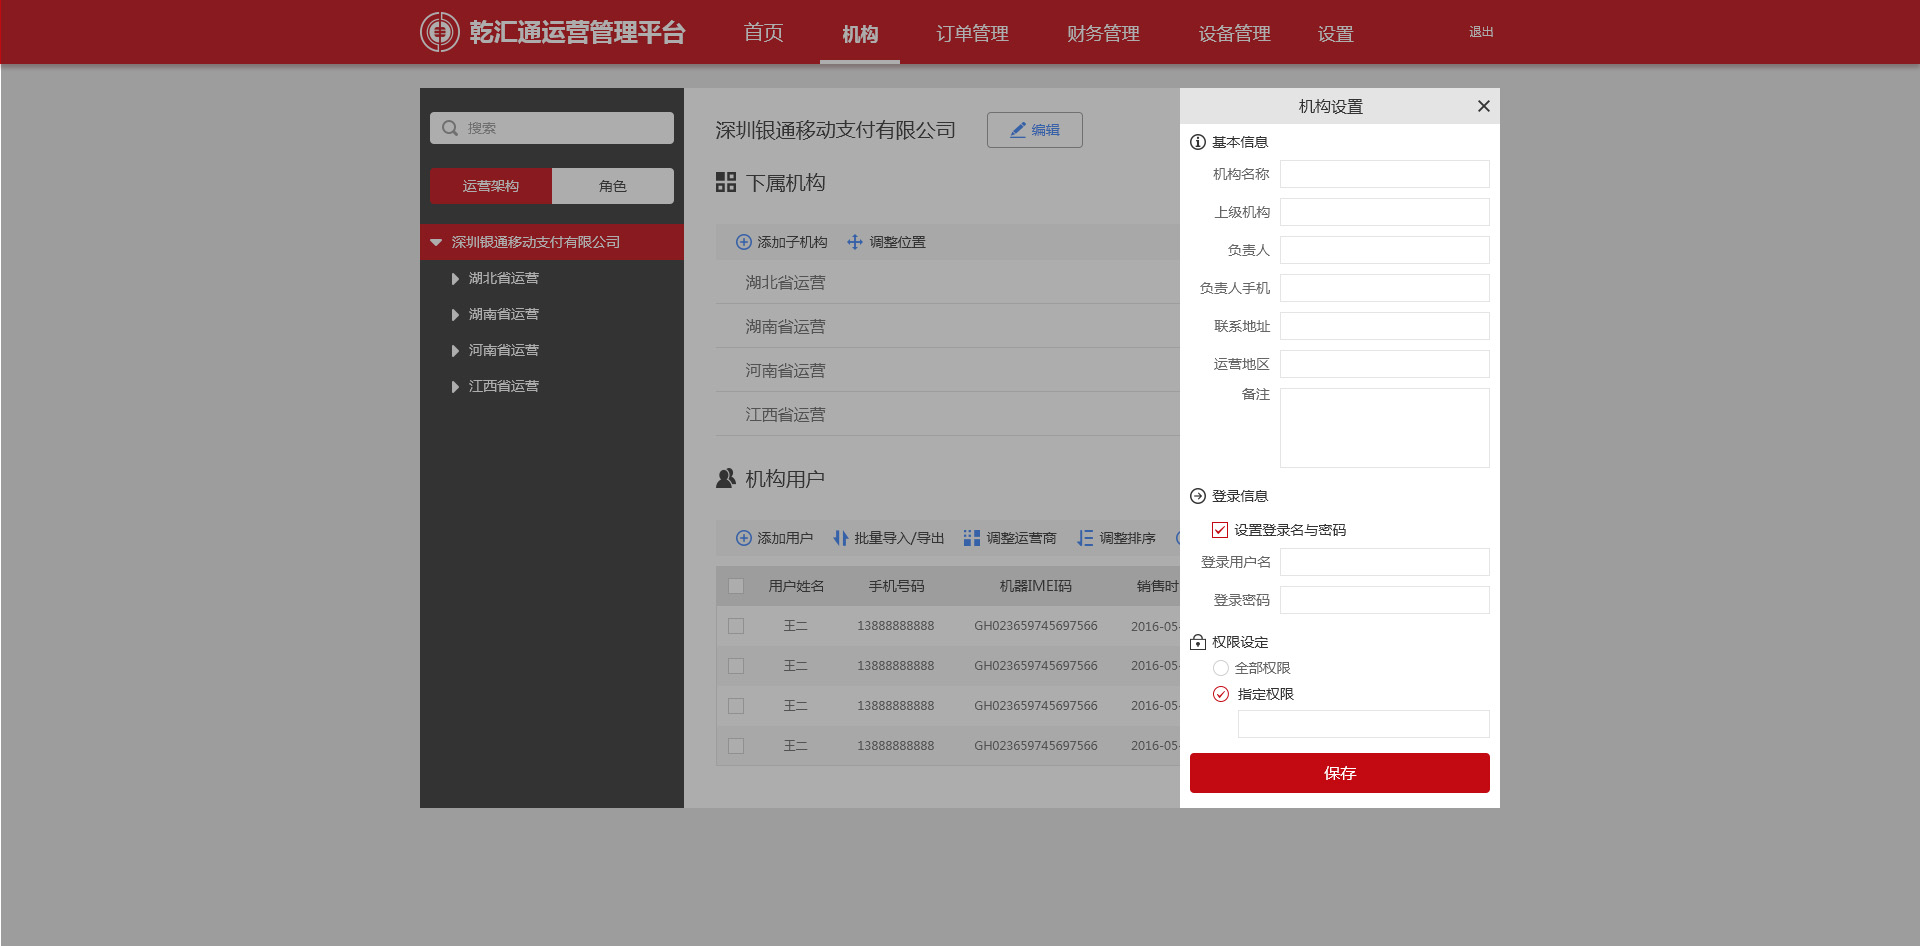 乾汇通运营管理平台 首页 机构 订单管理 财务管理 设备管理 设置 退出
搜索
运营架构 角色
深圳银通移动支付有限公司
湖北省运营
湖南省运营
河南省运营
江西省运营
深圳银通移动支付有限公司 编辑
下属机构
添加子机构 调整位置
湖北省运营
湖南省运营
河南省运营
江西省运营
机构用户
添加用户 批量导入/导出 调整运营商 调整排序
用户姓名 手机号码 机器IMEI码 销售时
王二 13888888888 GH023659745697566 2016-05-
王二 13888888888 GH023659745697566 2016-05-
王二 13888888888 GH023659745697566 2016-05-
王二 13888888888 GH023659745697566 2016-05-
机构设置
基本信息
机构名称
上级机构
负责人
负责人手机
联系地址
运营地区
备注
登录信息
设置登录名与密码
登录用户名
登录密码
权限设定
全部权限
指定权限
保存